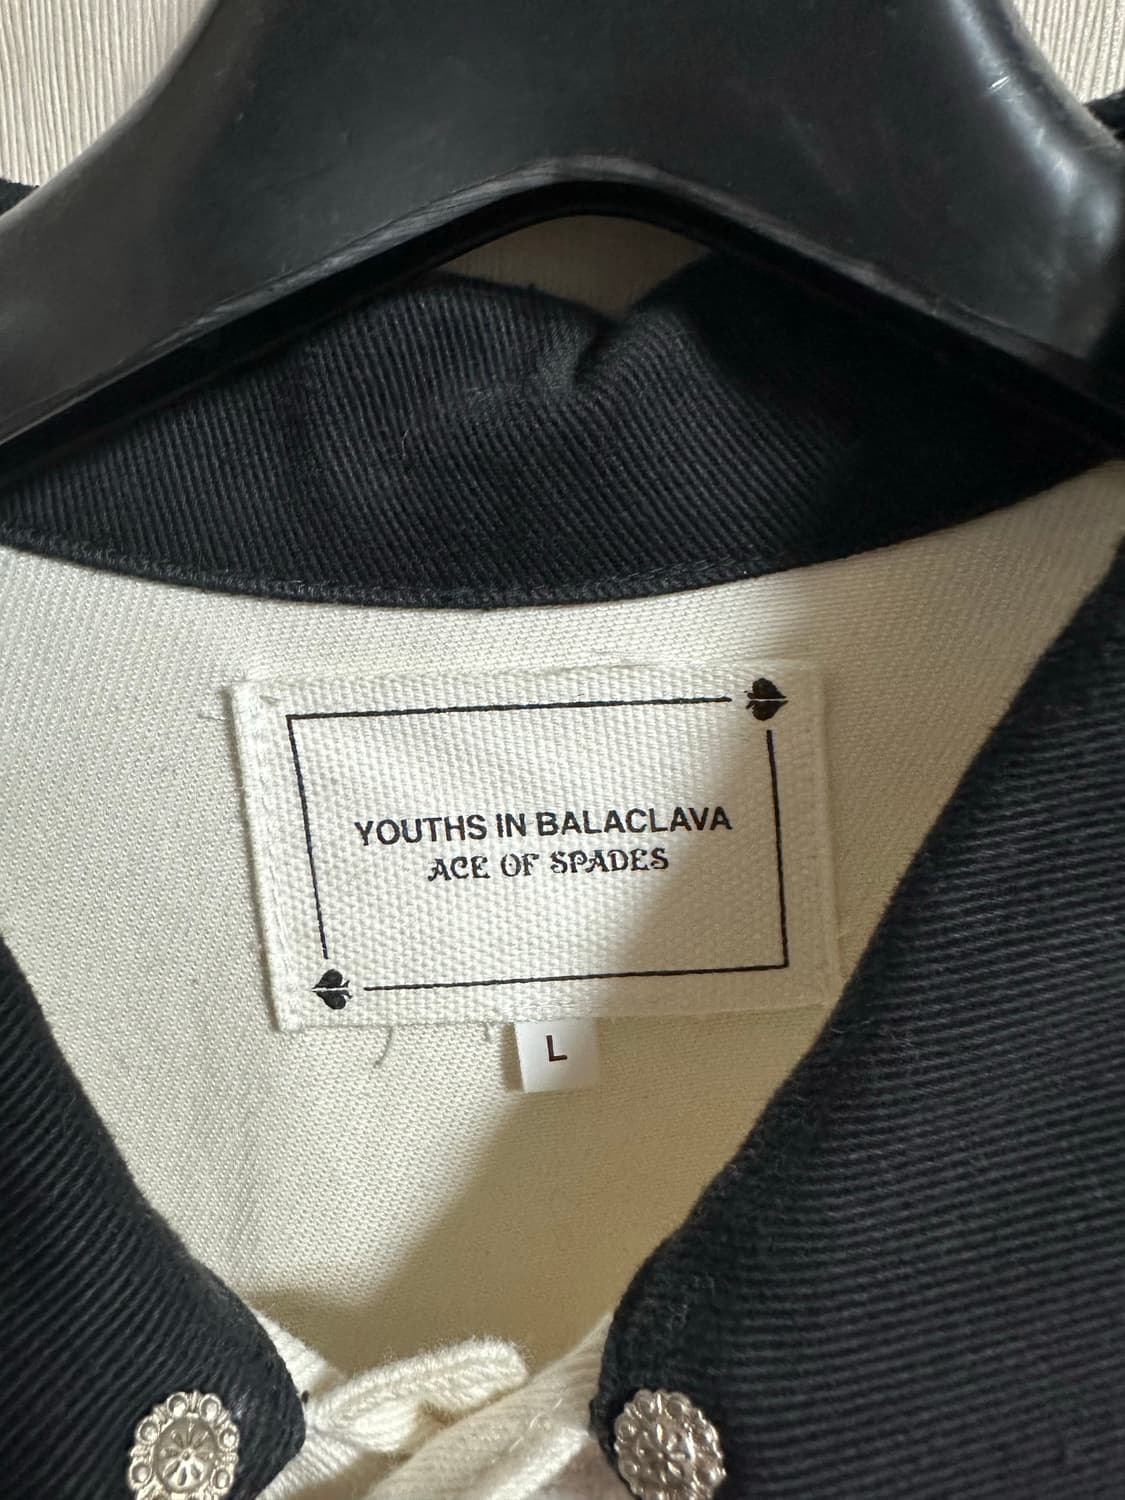 YOUTHS IN BALACLAVA
ACE OF SPADES
L